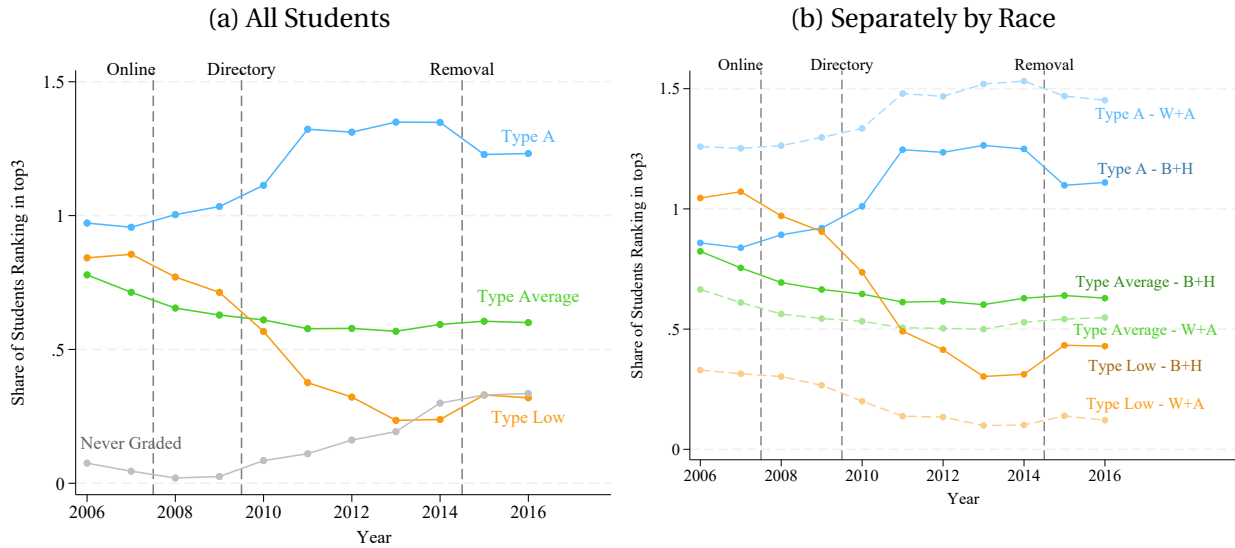 (a) All Students
Online
Directory
Removal
1.5
1
.5
0
Share of Students Ranking in top3
Type A
Type Average
Type Low
Never Graded
2006
2008
2010
2012
2014
2016
Year
(b) Separately by Race
Online
Directory
Removal
1.5
1
.5
0
Share of Students Ranking in top3
Type A - W+A
Type A - B+H
Type Average - B+H
Type Average - W+A
Type Low - B+H
Type Low - W+A
2006
2008
2010
2012
2014
2016
Year